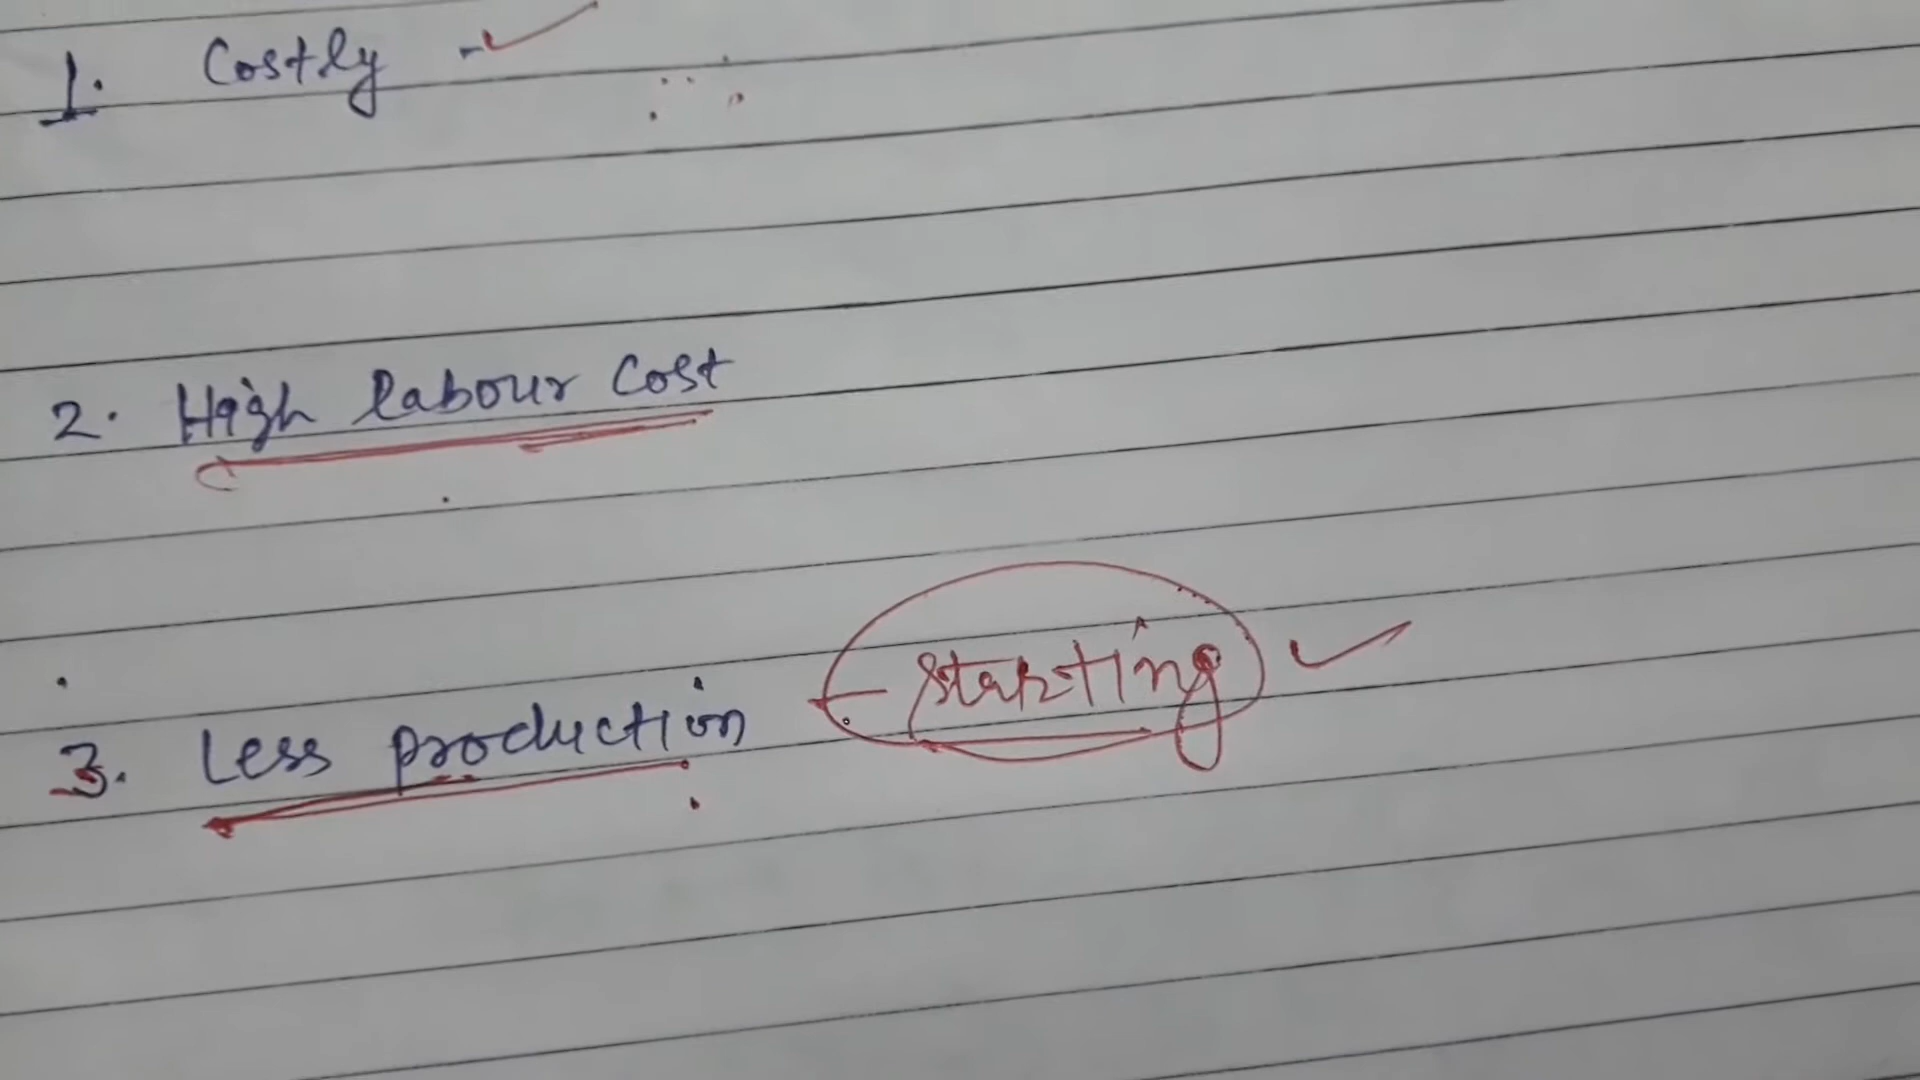 1. Costly -
2. High labour Cost
3. Less production - starting